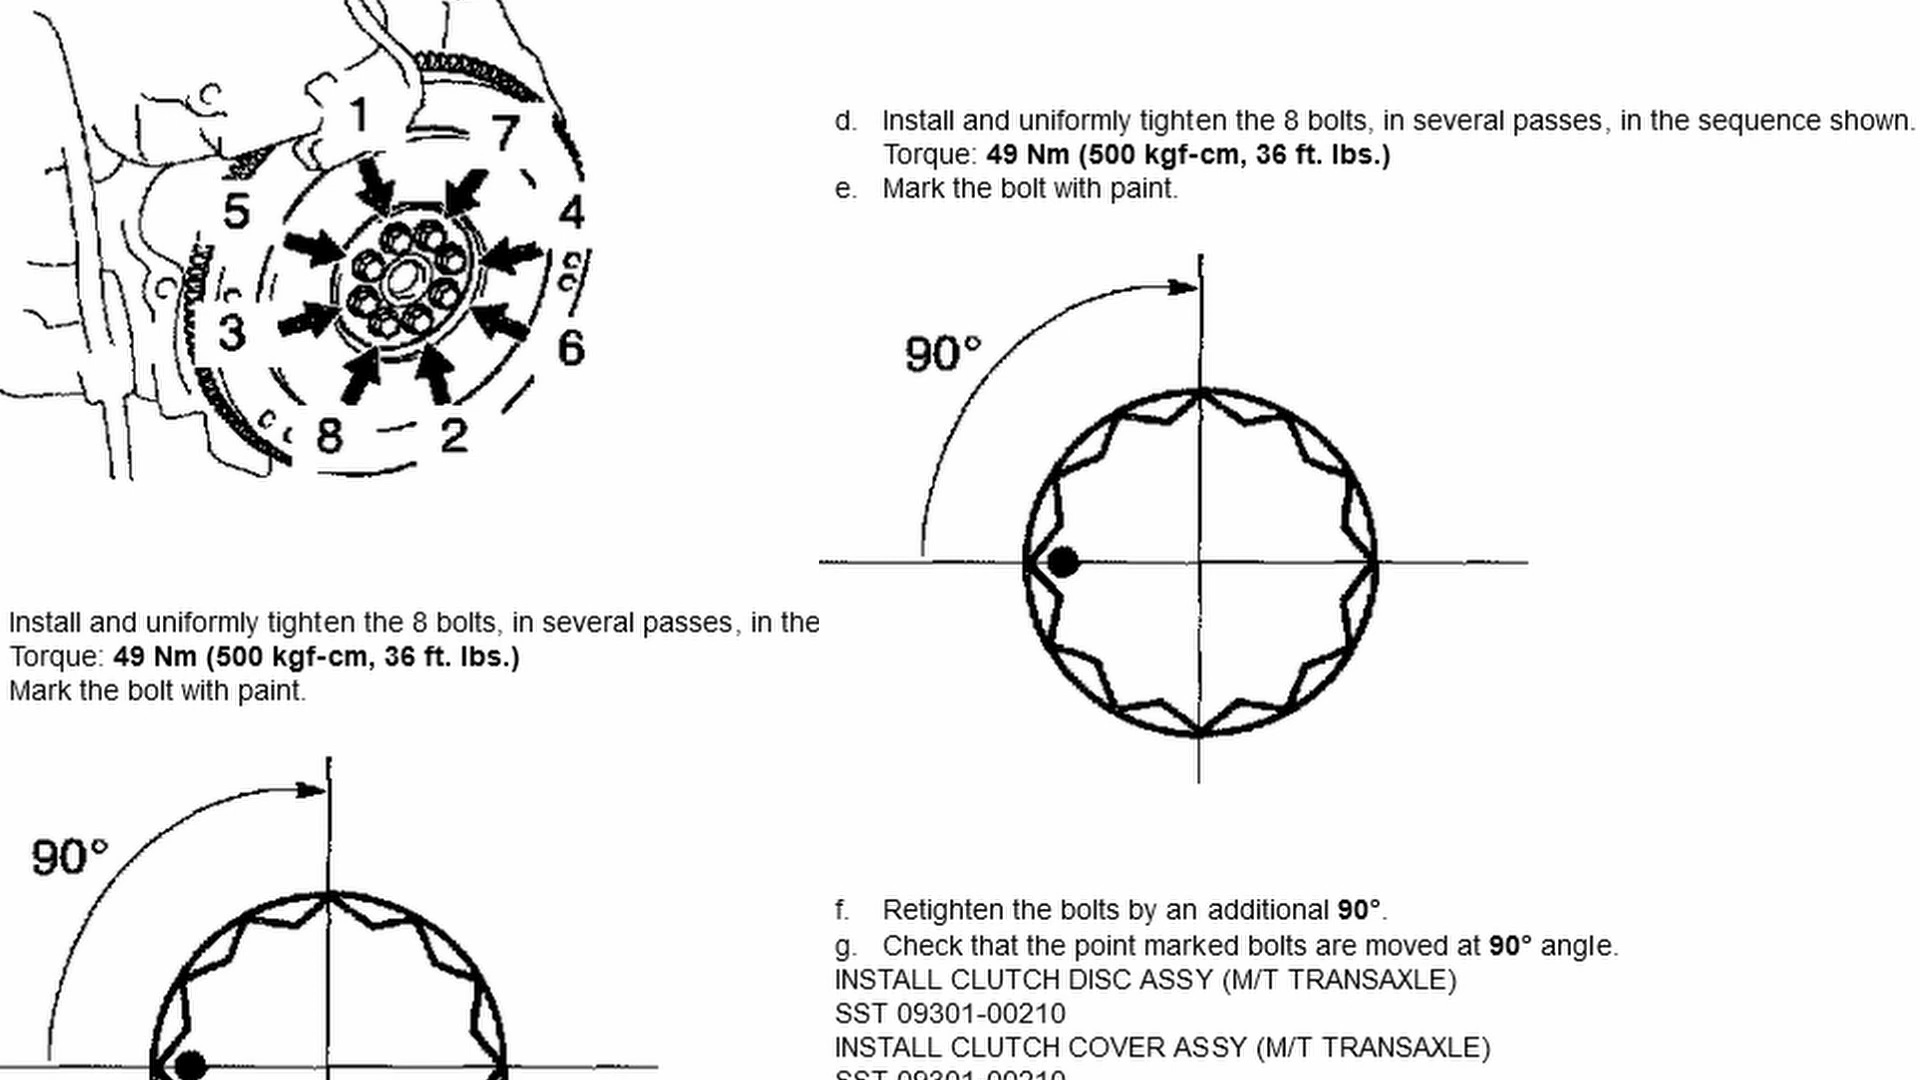 1
7
5
4
3
6
8
2
Install and uniformly tighten the 8 bolts, in several passes, in the
Torque: 49 Nm (500 kgf-cm, 36 ft. lbs.)
Mark the bolt with paint.
90°
d. Install and uniformly tighten the 8 bolts, in several passes, in the sequence shown.
Torque: 49 Nm (500 kgf-cm, 36 ft. lbs.)
e. Mark the bolt with paint.
90°
f. Retighten the bolts by an additional 90°.
g. Check that the point marked bolts are moved at 90° angle.
INSTALL CLUTCH DISC ASSY (M/T TRANSAXLE)
SST 09301-00210
INSTALL CLUTCH COVER ASSY (M/T TRANSAXLE)
SST 09301-00210